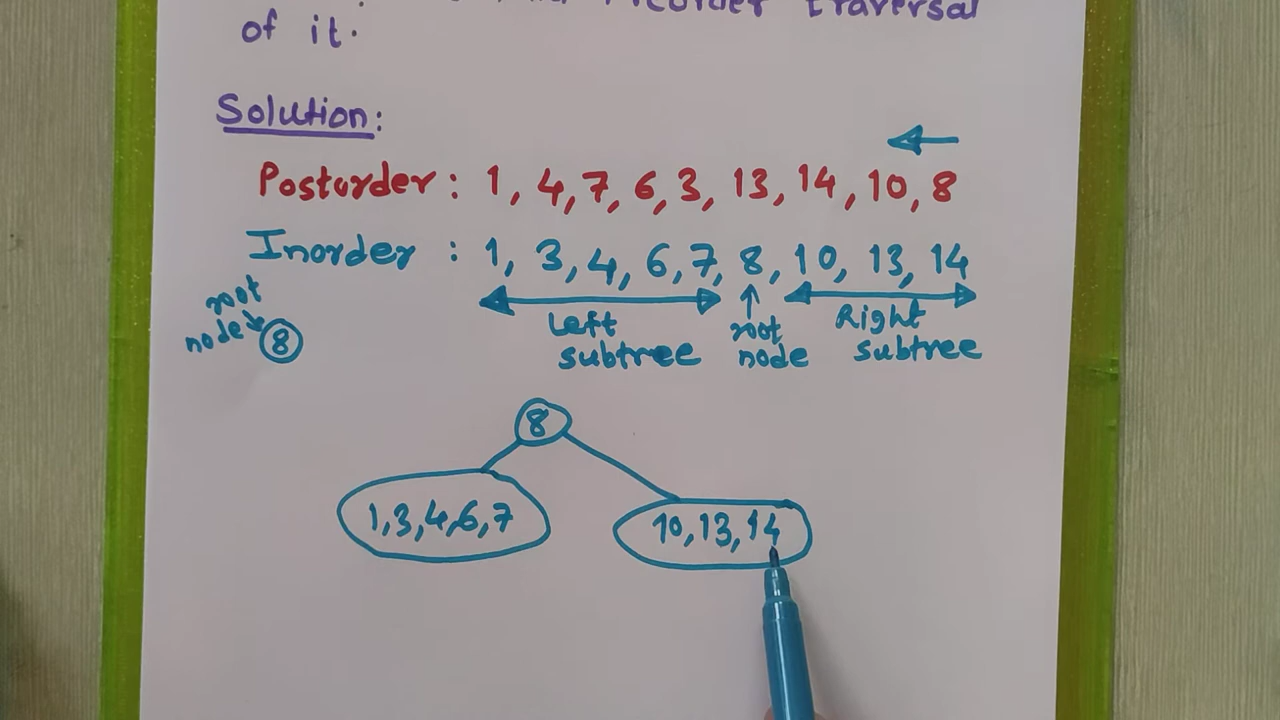 Preorder traversal
of it.
Solution:
Postorder : 1, 4, 7, 6, 3, 13, 14, 10, 8
Inorder : 1, 3, 4, 6, 7, 8, 10, 13, 14
root
node
8
Left
subtree
root
node
Right
subtree
8
1,3,4,6,7
10,13,14